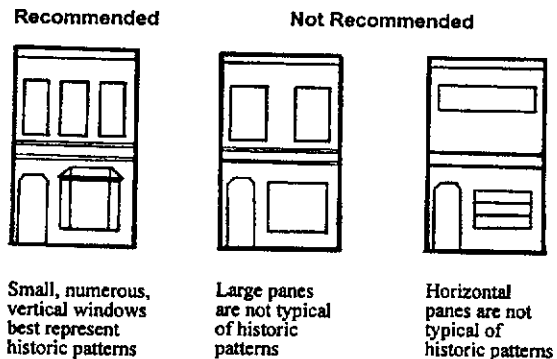 Recommended
Not Recommended
Small, numerous,
vertical windows
best represent
historic patterns
Large panes
are not typical
of historic
patterns
Horizontal
panes are not
typical of
historic patterns